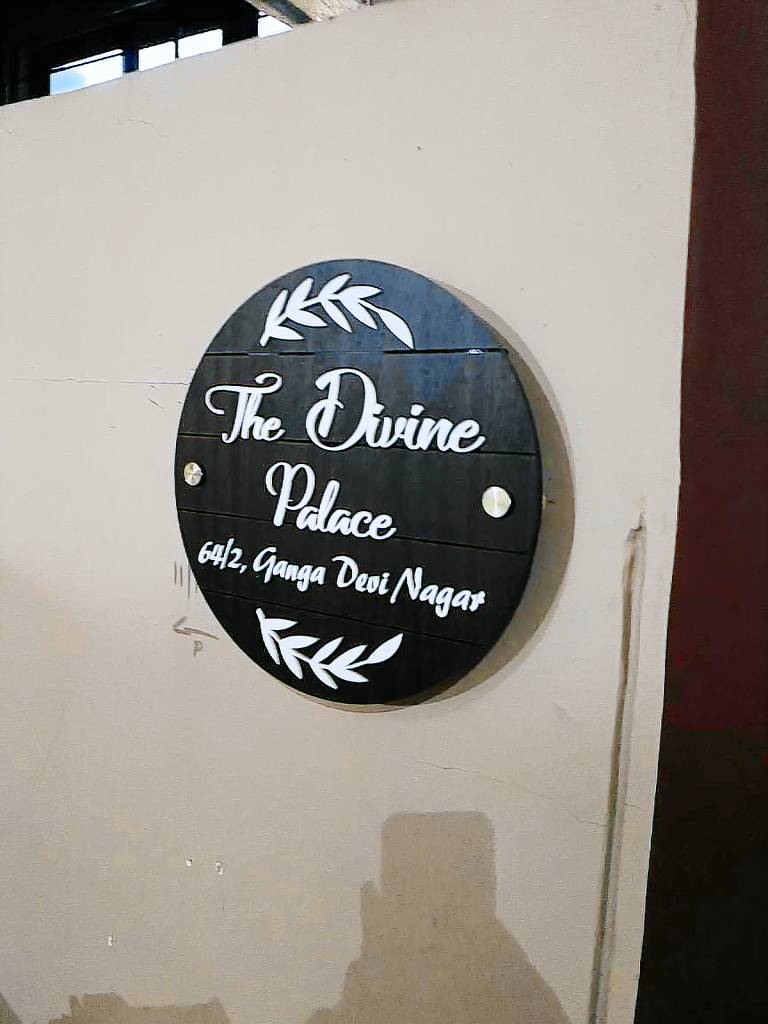 The Divine
Palace
64/2, Ganga Devi Nagar
P